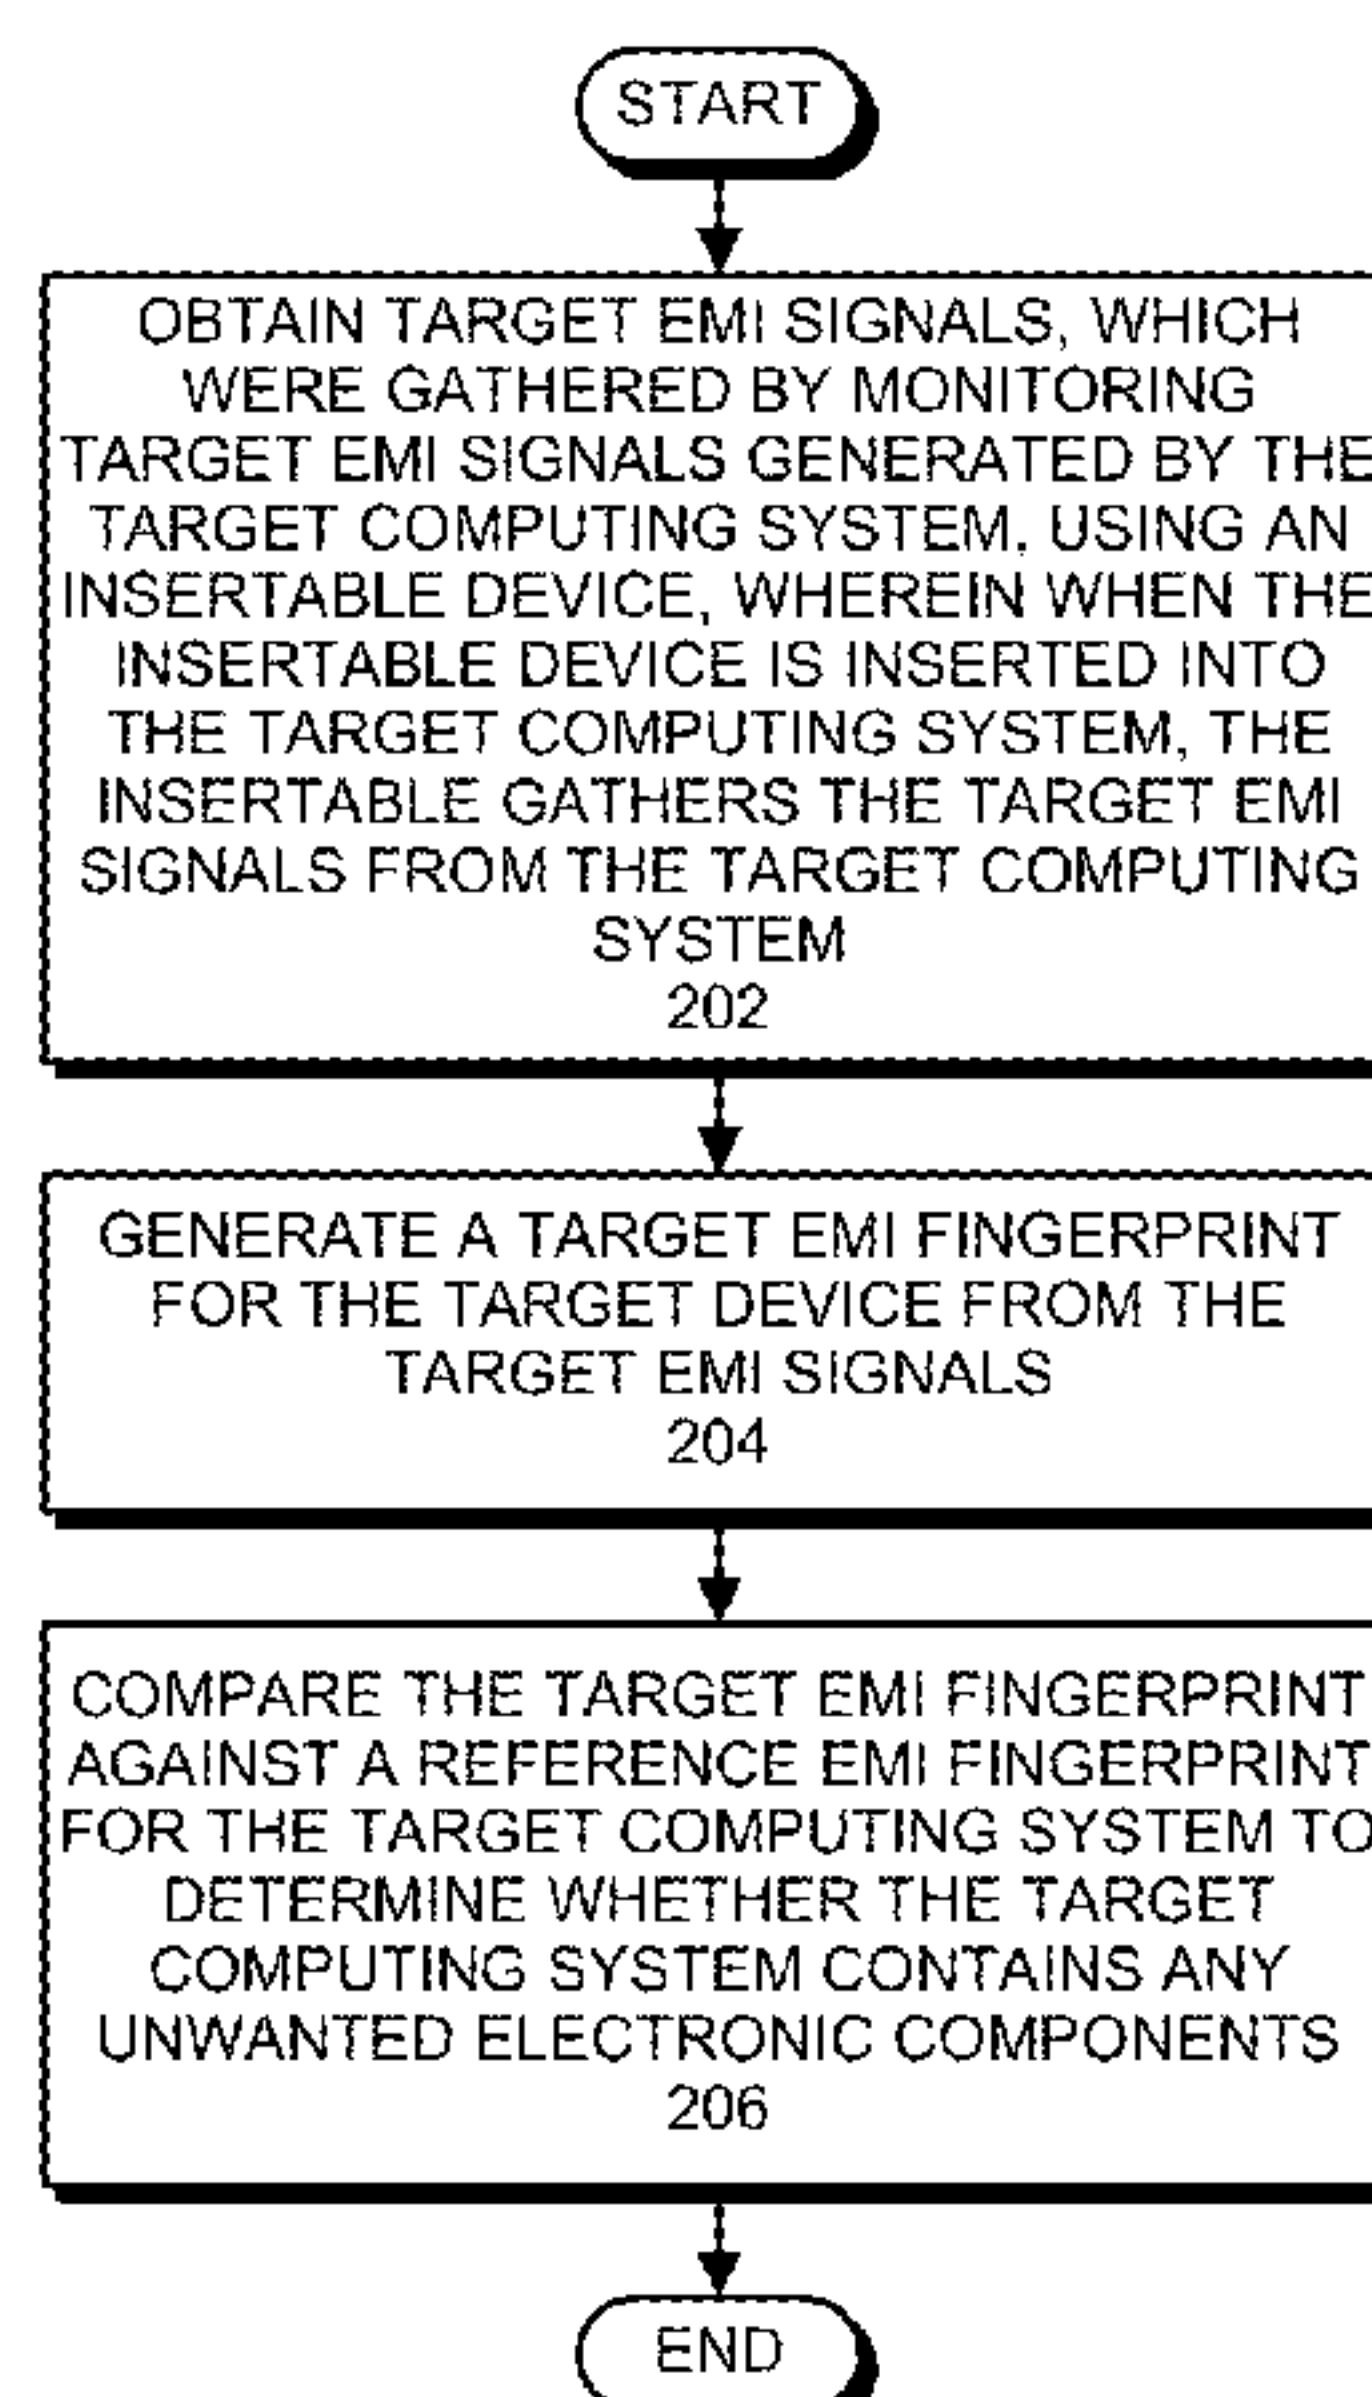 START
OBTAIN TARGET EMI SIGNALS, WHICH
WERE GATHERED BY MONITORING
TARGET EMI SIGNALS GENERATED BY THE
TARGET COMPUTING SYSTEM, USING AN
INSERTABLE DEVICE, WHEREIN WHEN THE
INSERTABLE DEVICE IS INSERTED INTO
THE TARGET COMPUTING SYSTEM, THE
INSERTABLE GATHERS THE TARGET EMI
SIGNALS FROM THE TARGET COMPUTING
SYSTEM
202
GENERATE A TARGET EMI FINGERPRINT
FOR THE TARGET DEVICE FROM THE
TARGET EMI SIGNALS
204
COMPARE THE TARGET EMI FINGERPRINT
AGAINST A REFERENCE EMI FINGERPRINT
FOR THE TARGET COMPUTING SYSTEM TO
DETERMINE WHETHER THE TARGET
COMPUTING SYSTEM CONTAINS ANY
UNWANTED ELECTRONIC COMPONENTS
206
END